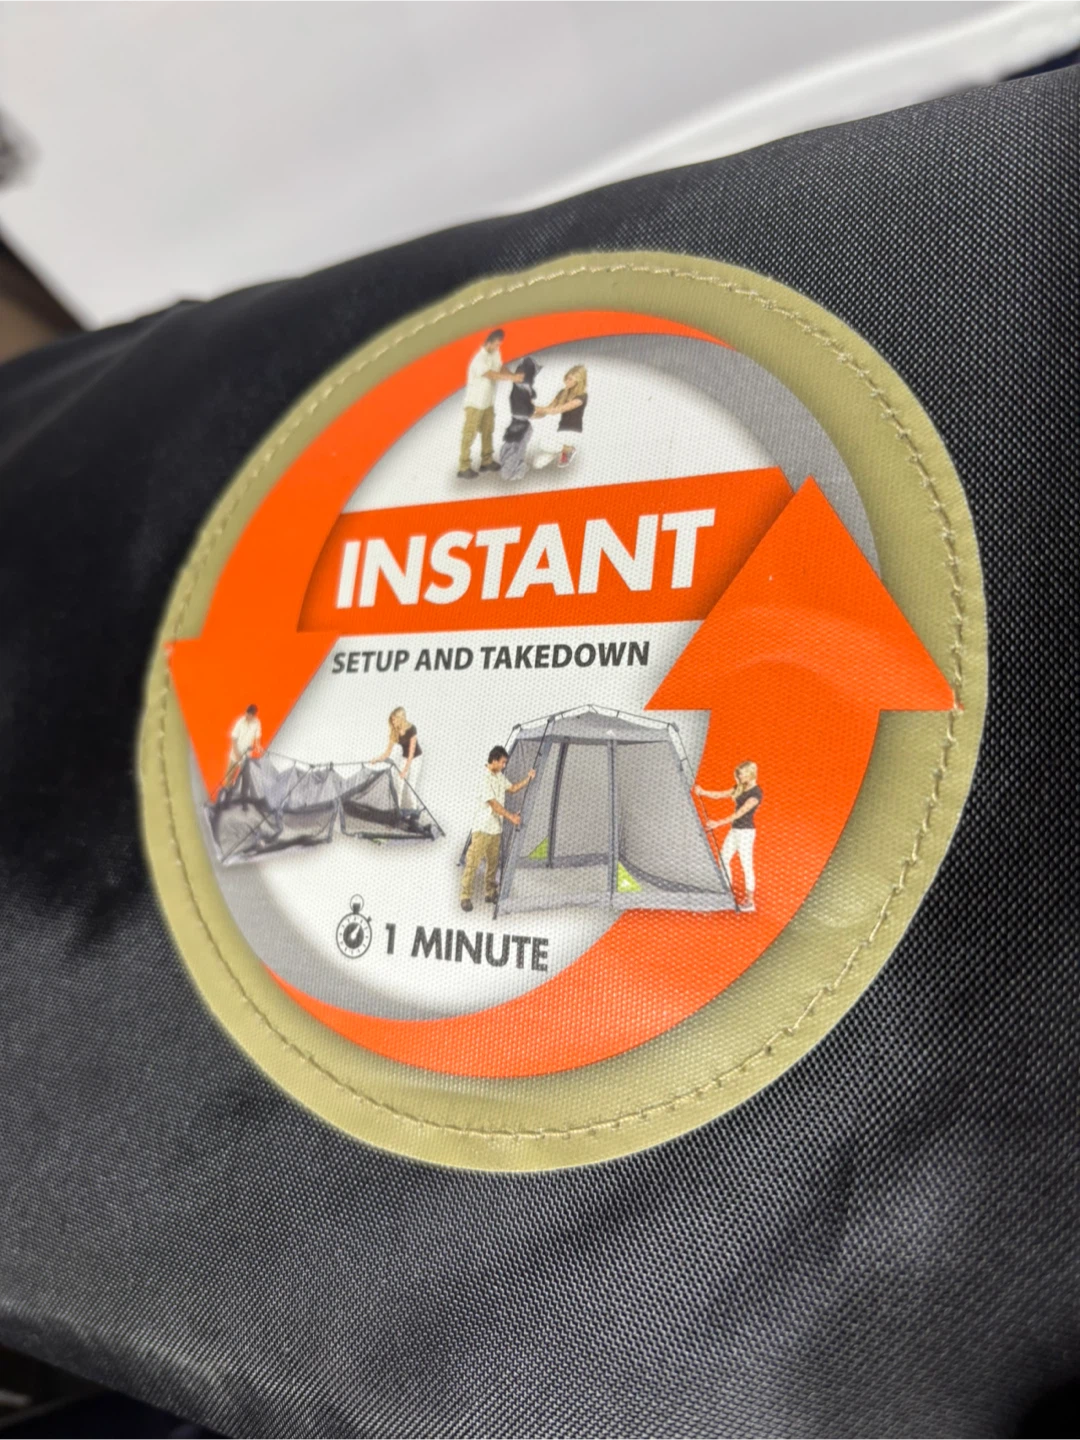 INSTANT
SETUP AND TAKEDOWN
1 MINUTE